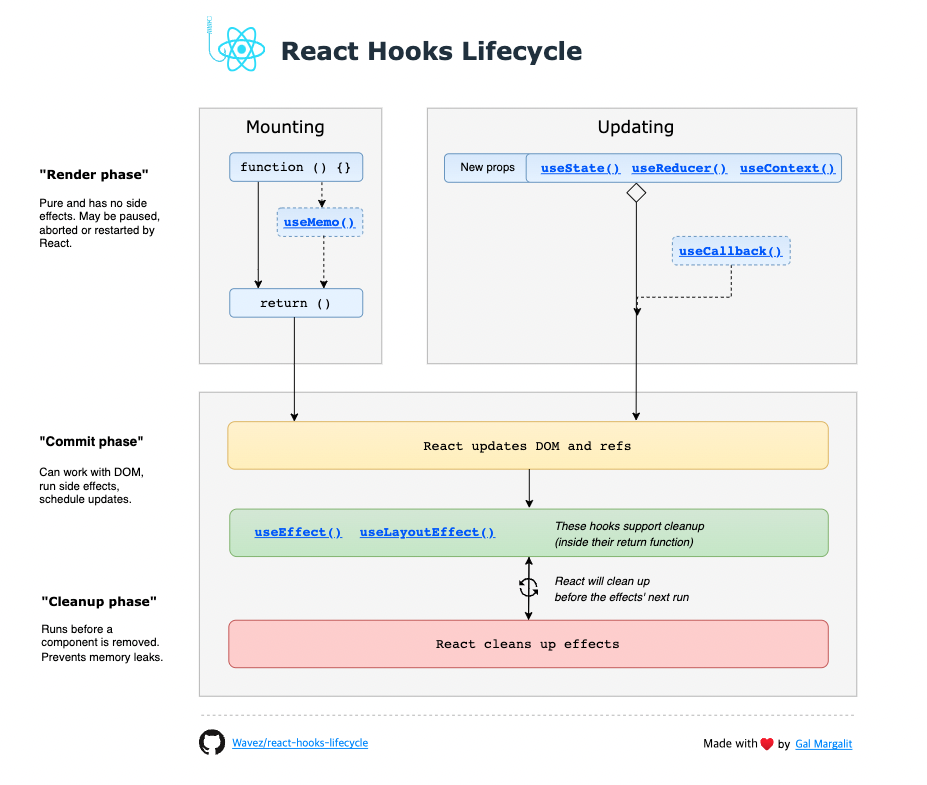 React Hooks Lifecycle
Mounting
Updating
"Render phase"
Pure and has no side
effects. May be paused,
aborted or restarted by
React.
function () {}
useMemo()
return ()
New props
useState() useReducer() useContext()
useCallback()
"Commit phase"
Can work with DOM,
run side effects,
schedule updates.
React updates DOM and refs
useEffect() useLayoutEffect()
These hooks support cleanup
(inside their return function)
"Cleanup phase"
Runs before a
component is removed.
Prevents memory leaks.
React will clean up
before the effects' next run
React cleans up effects
Wavez/react-hooks-lifecycle
Made with ❤️ by Gal Margalit